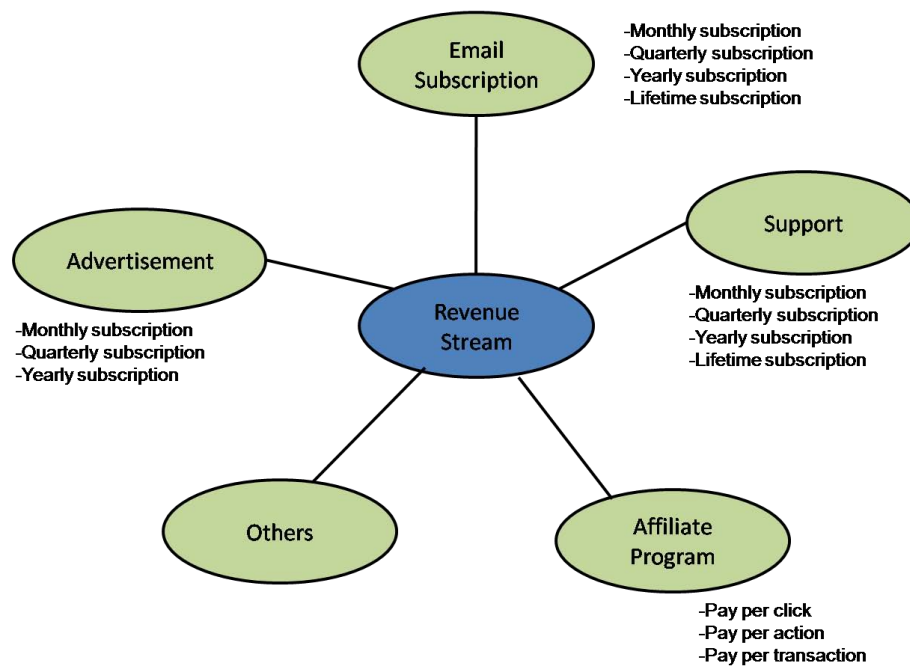 Email
Subscription
-Monthly subscription
-Quarterly subscription
-Yearly subscription
-Lifetime subscription
Support
-Monthly subscription
-Quarterly subscription
-Yearly subscription
-Lifetime subscription
Advertisement
-Monthly subscription
-Quarterly subscription
-Yearly subscription
Revenue
Stream
Others
Affiliate
Program
-Pay per click
-Pay per action
-Pay per transaction